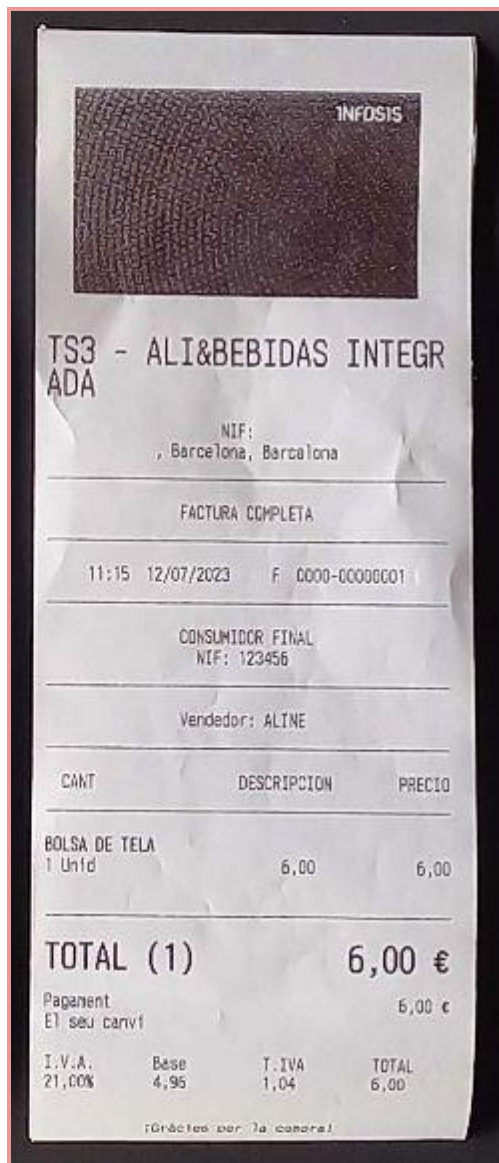 INFOSIS
TS3 - ALI&BEBIDAS INTEGR
ADA
NIF:
, Barcelona, Barcelona
FACTURA COMPLETA
11:15 12/07/2023 F 0000-00000001
CONSUMIDOR FINAL
NIF: 123456
Vendedor: ALINE
CANT DESCRIPCION PRECIO
BOLSA DE TELA
1 Unid 6,00 6,00
TOTAL (1) 6,00 €
Pagament 6,00 €
El seu canvi
I.V.A. Base T.IVA TOTAL
21,00% 4,96 1,04 6,00
¡Gràcies per la compra!